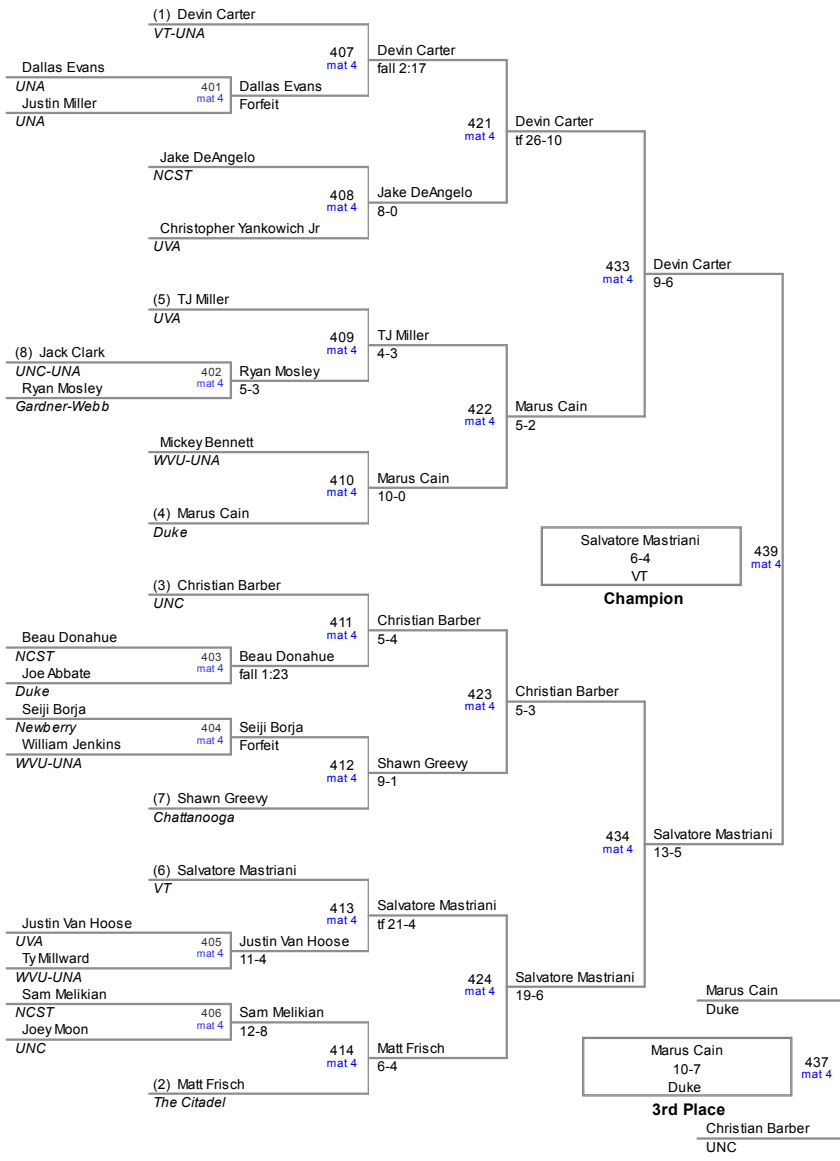 (1) Devin Carter
VT-UNA
407
mat 4
Devin Carter
fall 2:17
Dallas Evans
UNA
401
mat 4
Dallas Evans
Forfeit
Justin Miller
UNA
421
mat 4
Devin Carter
tf 26-10
Jake DeAngelo
NCST
408
mat 4
Jake DeAngelo
8-0
Christopher Yankowich Jr
UVA
433
mat 4
Devin Carter
9-6
(5) TJ Miller
UVA
409
mat 4
TJ Miller
4-3
(8) Jack Clark
UNC-UNA
402
mat 4
Ryan Mosley
5-3
Ryan Mosley
Gardner-Webb
422
mat 4
Marus Cain
5-2
Mickey Bennett
WVU-UNA
410
mat 4
Marus Cain
10-0
(4) Marus Cain
Duke
Salvatore Mastriani
6-4
VT
439
mat 4
Champion
(3) Christian Barber
UNC
411
mat 4
Christian Barber
5-4
Beau Donahue
NCST
403
mat 4
Beau Donahue
fall 1:23
Joe Abbate
Duke
423
mat 4
Christian Barber
5-3
Seiji Borja
Newberry
404
mat 4
Seiji Borja
Forfeit
William Jenkins
WVU-UNA
412
mat 4
Shawn Greevy
9-1
(7) Shawn Greevy
Chattanooga
434
mat 4
Salvatore Mastriani
13-5
(6) Salvatore Mastriani
VT
413
mat 4
Salvatore Mastriani
tf 21-4
Justin Van Hoose
UVA
405
mat 4
Justin Van Hoose
11-4
Ty Millward
WVU-UNA
424
mat 4
Salvatore Mastriani
19-6
Sam Melikian
NCST
406
mat 4
Sam Melikian
12-8
Joey Moon
UNC
414
mat 4
Matt Frisch
6-4
(2) Matt Frisch
The Citadel
Marus Cain
Duke
Marus Cain
10-7
Duke
437
mat 4
3rd Place
Christian Barber
UNC